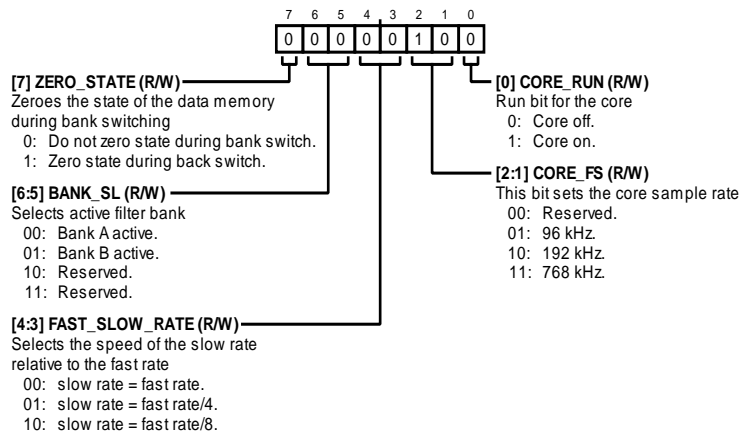 7 6 5 4 3 2 1 0
0 0 0 0 0 1 0 0
[7] ZERO_STATE (R/W)
Zeroes the state of the data memory
during bank switching
0: Do not zero state during bank switch.
1: Zero state during back switch.
[6:5] BANK_SL (R/W)
Selects active filter bank
00: Bank A active.
01: Bank B active.
10: Reserved.
11: Reserved.
[4:3] FAST_SLOW_RATE (R/W)
Selects the speed of the slow rate
relative to the fast rate
00: slow rate = fast rate.
01: slow rate = fast rate/4.
10: slow rate = fast rate/8.
[0] CORE_RUN (R/W)
Run bit for the core
0: Core off.
1: Core on.
[2:1] CORE_FS (R/W)
This bit sets the core sample rate
00: Reserved.
01: 96 kHz.
10: 192 kHz.
11: 768 kHz.